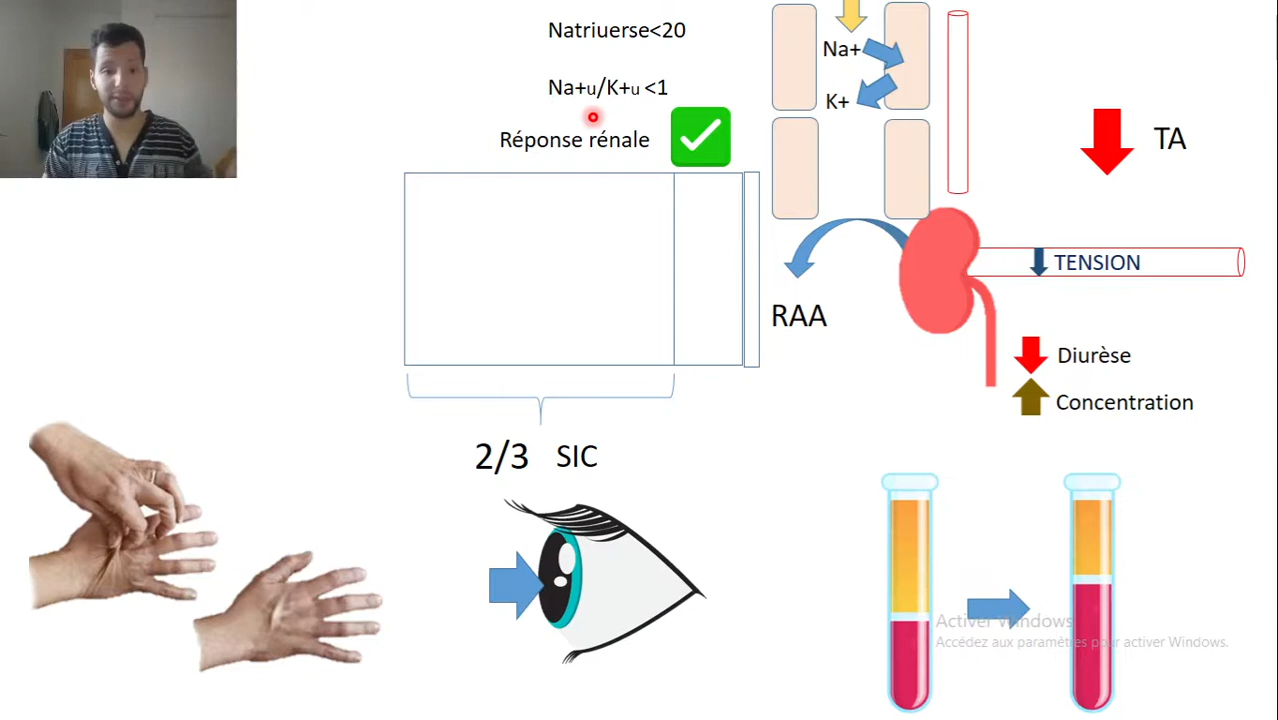 Natriuerse<20
Na+u/K+u <1
Réponse rénale
Na+
K+
TA
TENSION
RAA
Diurèse
Concentration
2/3 SIC
Activer Windows
Accédez aux paramètres pour activer Windows.